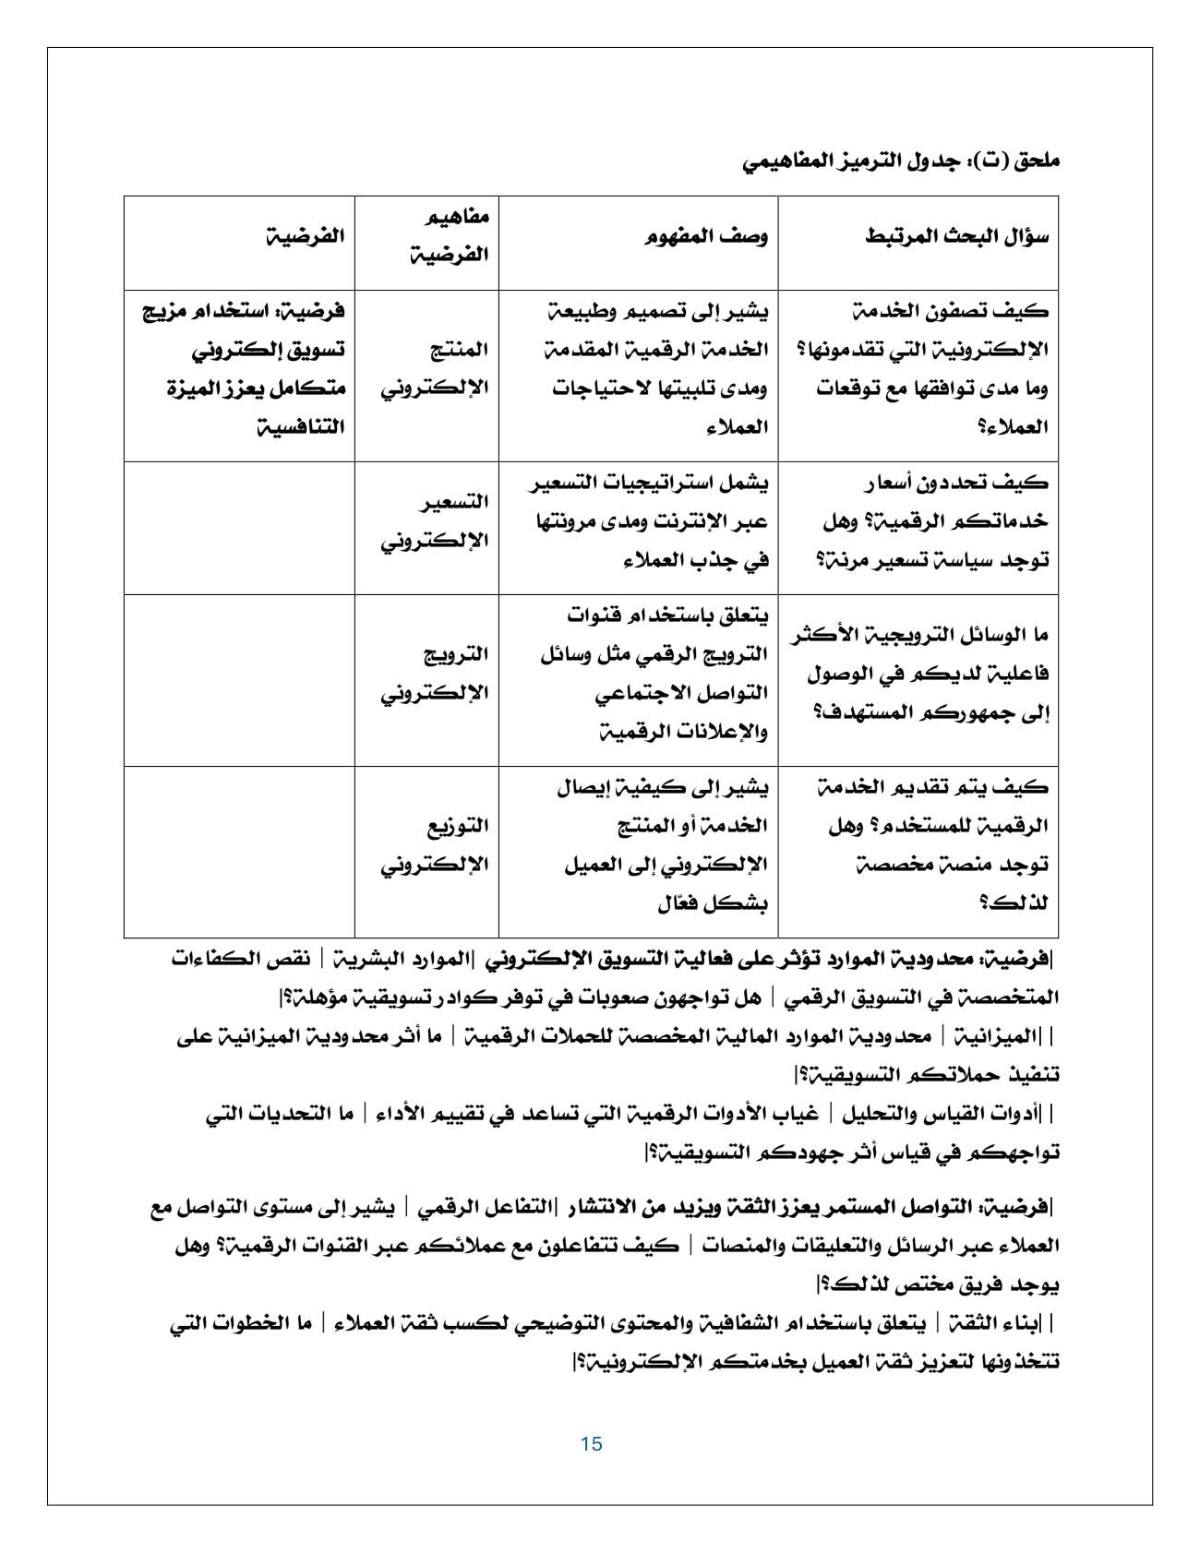 ملحق (ت): جدول الترميز المفاهيمي
سؤال البحث المرتبط
وصف المفهوم
مفاهيم
الفرضية
الفرضية
كيف تصفون الخدمة
الإلكترونية التي تقدمونها؟
وما مدى توافقها مع توقعات
العملاء؟
يشير إلى تصميم وطبيعة
الخدمة الرقمية المقدمة
ومدى تلبيتها لاحتياجات
العملاء
المنتج
الإلكتروني
فرضية: استخدام مزيج
تسويق إلكتروني
متكامل يعزز الميزة
التنافسية
كيف تحددون أسعار
خدماتكم الرقمية؟ وهل
توجد سياسة تسعير مرنة؟
يشمل استراتيجيات التسعير
عبر الإنترنت ومدى مرونتها
في جذب العملاء
التسعير
الإلكتروني
ما الوسائل الترويجية الأكثر
فاعلية لديكم في الوصول
إلى جمهوركم المستهدف؟
يتعلق باستخدام قنوات
الترويج الرقمي مثل وسائل
التواصل الاجتماعي
والإعلانات الرقمية
الترويج
الإلكتروني
كيف يتم تقديم الخدمة
الرقمية للمستخدم؟ وهل
توجد منصة مخصصة
لذلك؟
يشير إلى كيفية إيصال
الخدمة أو المنتج
الإلكتروني إلى العميل
بشكل فعّال
التوزيع
الإلكتروني
|فرضية: محدودية الموارد تؤثر على فعالية التسويق الإلكتروني |الموارد البشرية | نقص الكفاءات
المتخصصة في التسويق الرقمي | هل تواجهون صعوبات في توفر كوادر تسويقية مؤهلة؟|
| |الميزانية | محدودية الموارد المالية المخصصة للحملات الرقمية | ما أثر محدودية الميزانية على
تنفيذ حملاتكم التسويقية؟|
| |أدوات القياس والتحليل | غياب الأدوات الرقمية التي تساعد في تقييم الأداء | ما التحديات التي
تواجهكم في قياس أثر جهودكم التسويقية؟|
|فرضية: التواصل المستمر يعزز الثقة ويزيد من الانتشار |التفاعل الرقمي | يشير إلى مستوى التواصل مع
العملاء عبر الرسائل والتعليقات والمنصات | كيف تتفاعلون مع عملائكم عبر القنوات الرقمية؟ وهل
يوجد فريق مختص لذلك؟|
| |بناء الثقة | يتعلق باستخدام الشفافية والمحتوى التوضيحي لكسب ثقة العملاء | ما الخطوات التي
تتخذونها لتعزيز ثقة العميل بخدمتكم الإلكترونية؟|
15